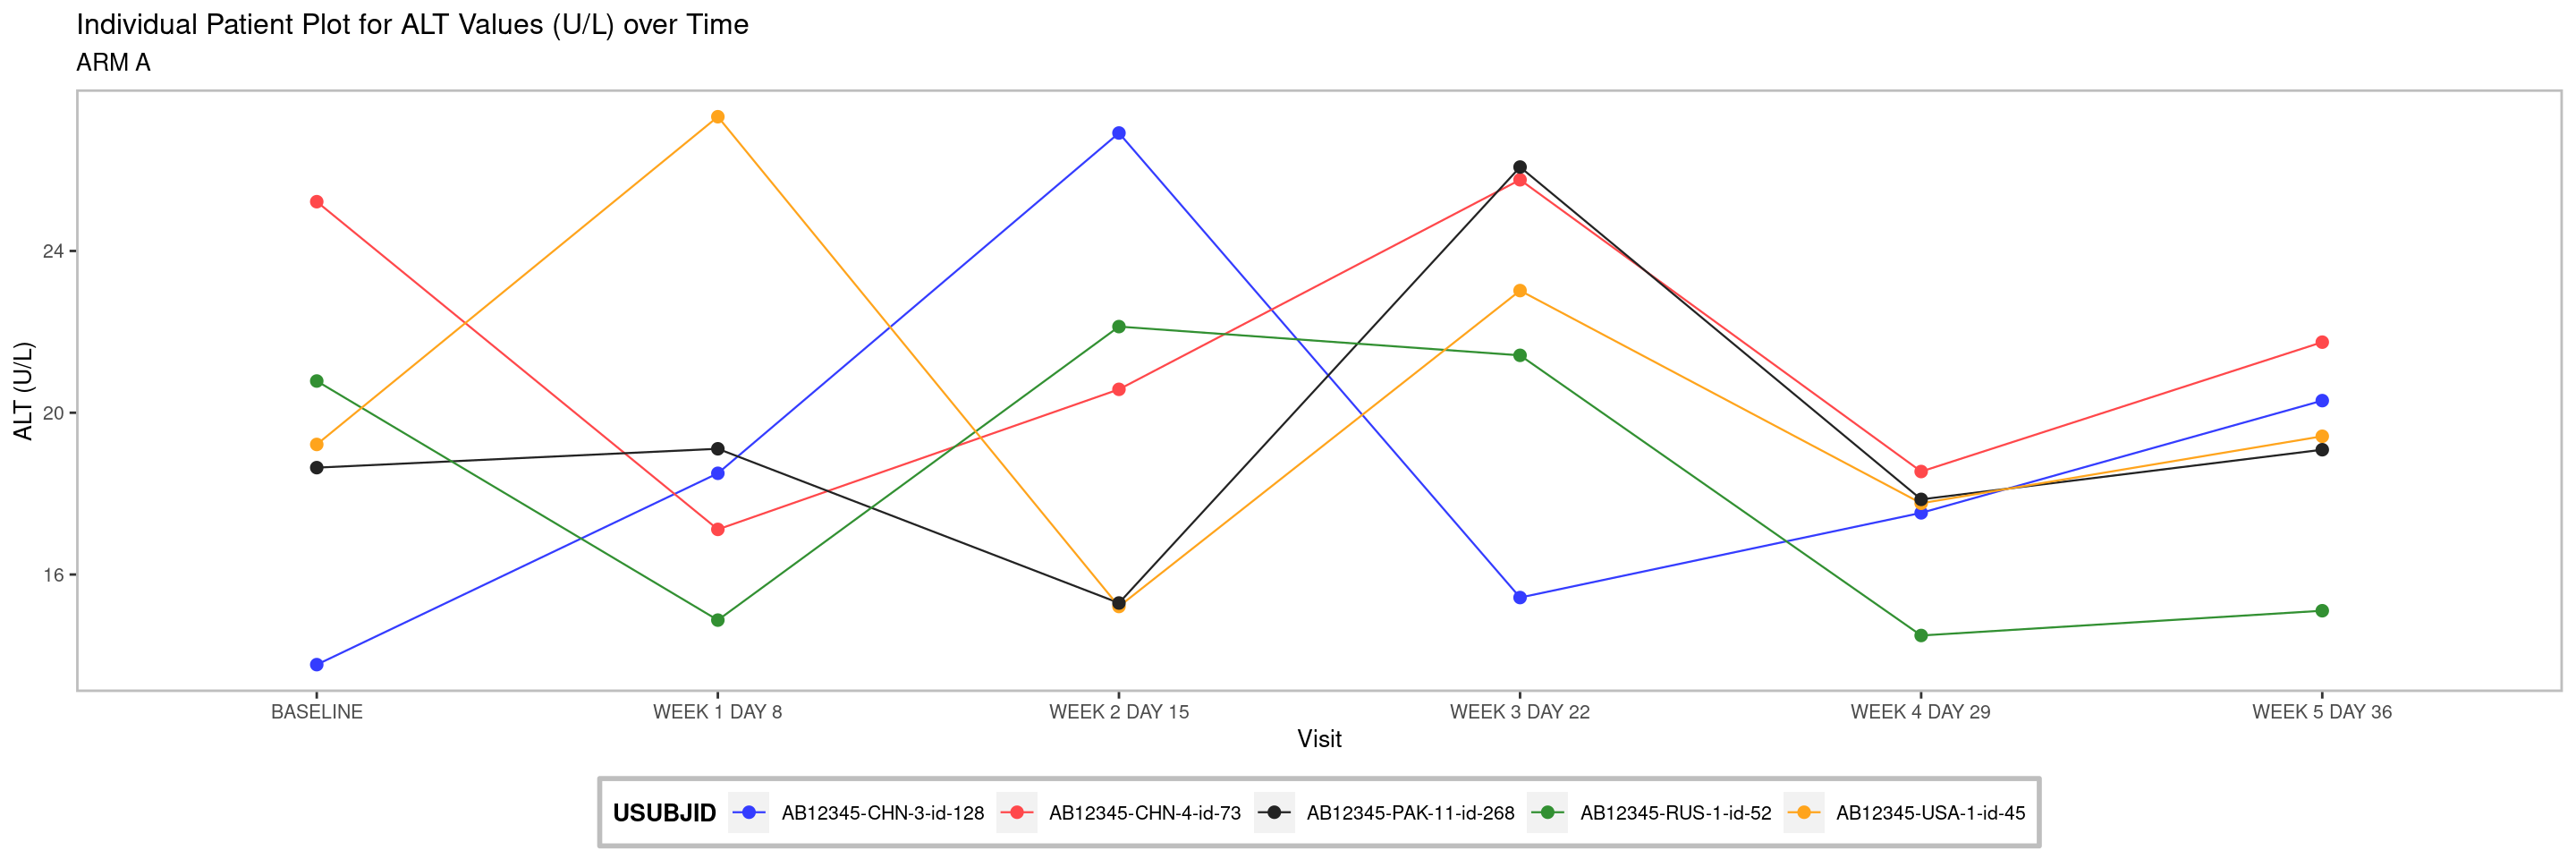 Individual Patient Plot for ALT Values (U/L) over Time
ARM A
ALT (U/L)
24
20
16
BASELINE WEEK 1 DAY 8 WEEK 2 DAY 15 WEEK 3 DAY 22 WEEK 4 DAY 29 WEEK 5 DAY 36
Visit
USUBJID AB12345-CHN-3-id-128 AB12345-CHN-4-id-73 AB12345-PAK-11-id-268 AB12345-RUS-1-id-52 AB12345-USA-1-id-45